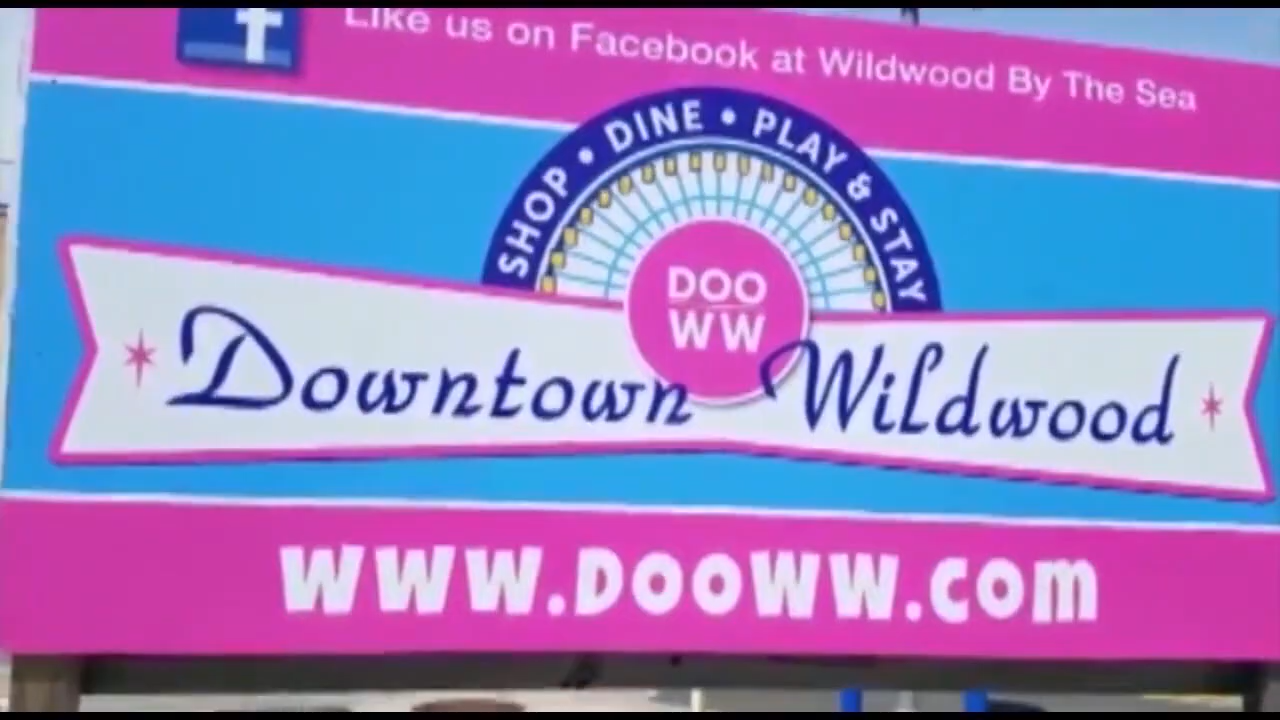 f
Like us on Facebook at Wildwood By The Sea
SHOP • DINE • PLAY & STAY
DOO
WW
Downtown Wildwood
www.DOOWW.com